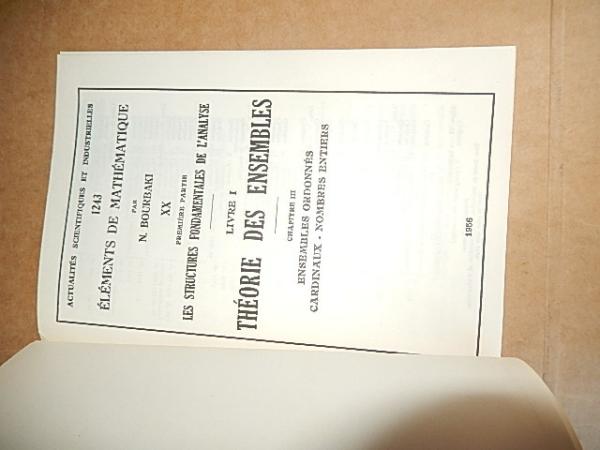 ACTUALITÉS SCIENTIFIQUES ET INDUSTRIELLES
1243
ÉLÉMENTS DE MATHÉMATIQUE
PAR
N. BOURBAKI
XX
PREMIÈRE PARTIE
LES STRUCTURES FONDAMENTALES DE L'ANALYSE
LIVRE I
THÉORIE DES ENSEMBLES
CHAPITRE III
ENSEMBLES ORDONNÉS
CARDINAUX - NOMBRES ENTIERS
1956